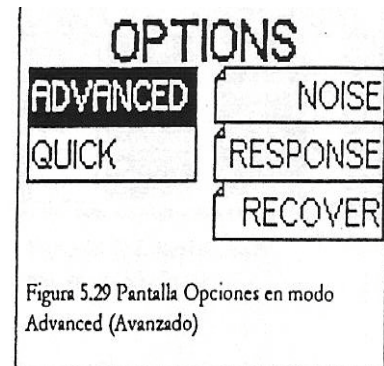 OPTIONS
ADVANCED
NOISE
QUICK
RESPONSE
RECOVER
Figura 5.29 Pantalla Opciones en modo
Advanced (Avanzado)